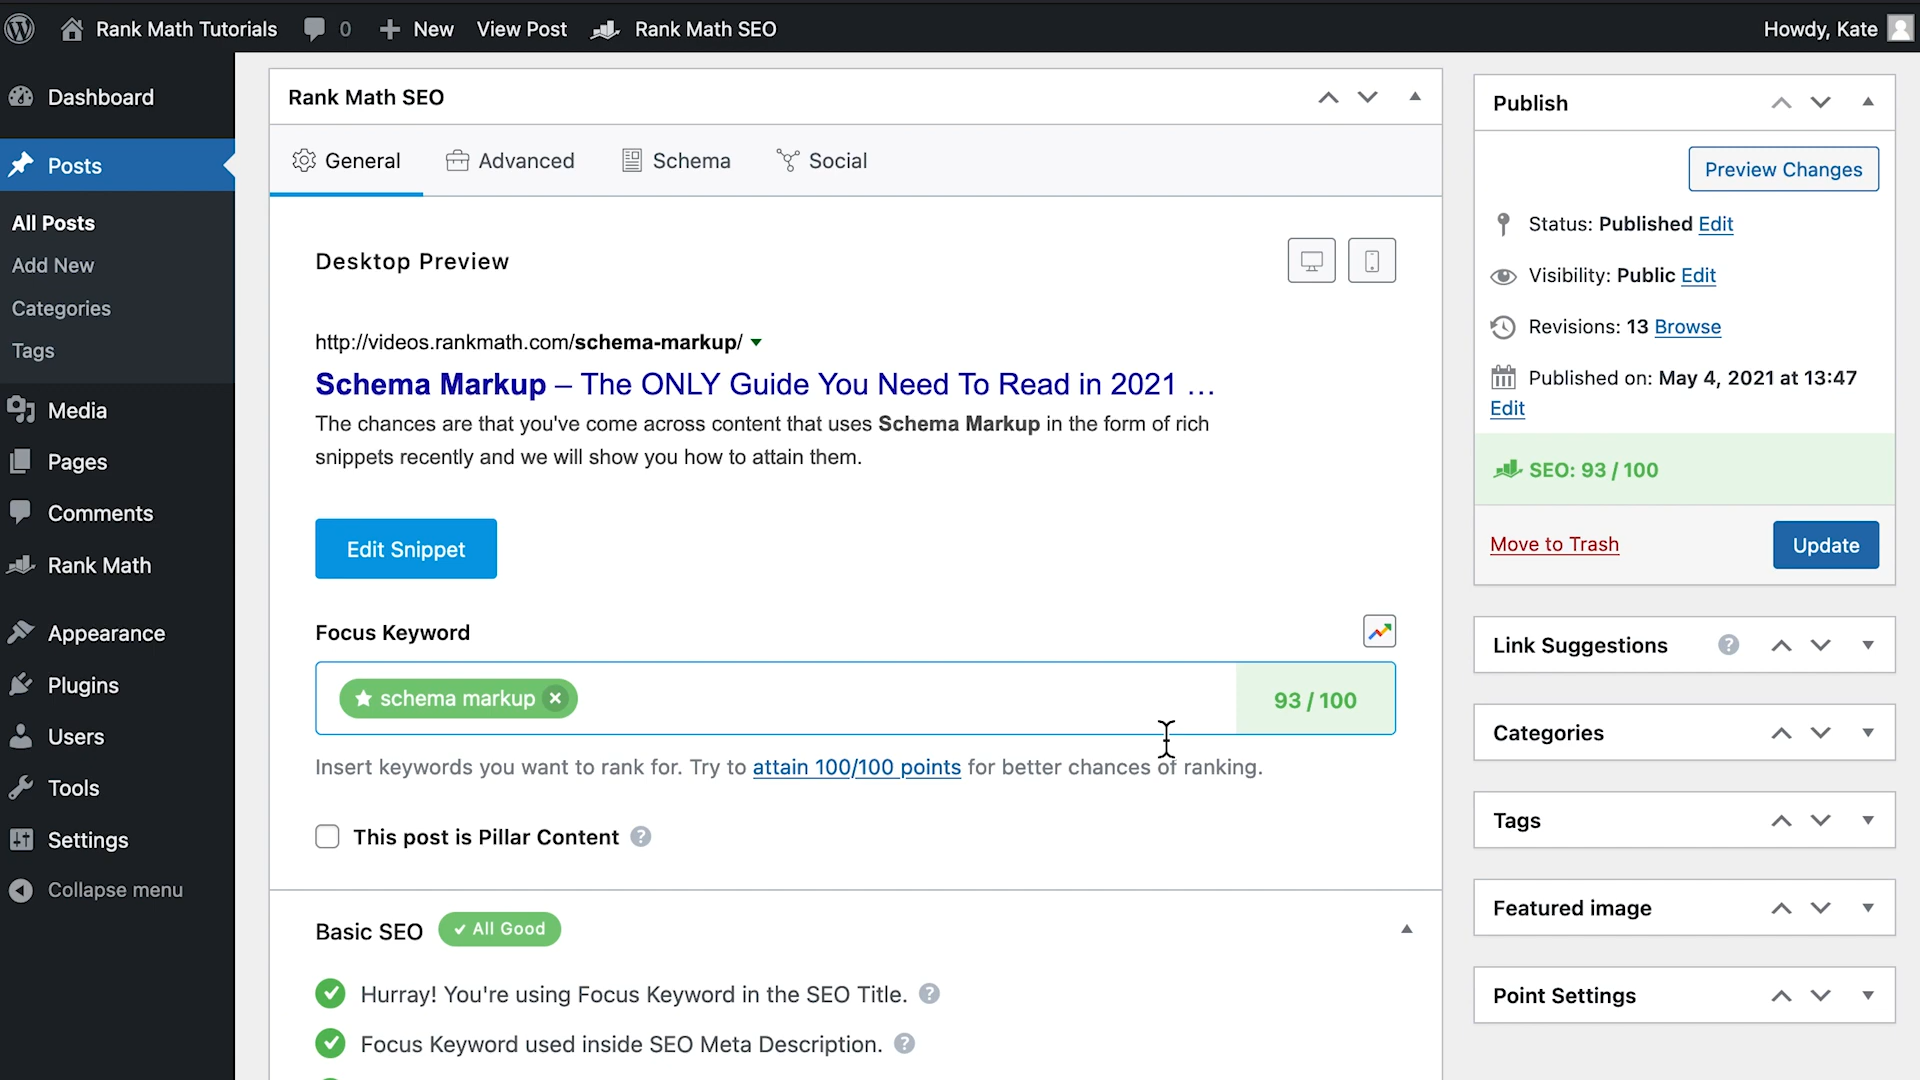 Rank Math Tutorials
0
New
View Post
Rank Math SEO
Howdy, Kate
Dashboard
Posts
All Posts
Add New
Categories
Tags
Media
Pages
Comments
Rank Math
Appearance
Plugins
Users
Tools
Settings
Collapse menu
Rank Math SEO
General
Advanced
Schema
Social
Desktop Preview
http://videos.rankmath.com/schema-markup/
Schema Markup – The ONLY Guide You Need To Read in 2021 ...
The chances are that you've come across content that uses Schema Markup in the form of rich
snippets recently and we will show you how to attain them.
Edit Snippet
Focus Keyword
schema markup
93 / 100
Insert keywords you want to rank for. Try to attain 100/100 points for better chances of ranking.
This post is Pillar Content ?
Basic SEO
All Good
Hurray! You're using Focus Keyword in the SEO Title. ?
Focus Keyword used inside SEO Meta Description. ?
Publish
Preview Changes
Status: Published Edit
Visibility: Public Edit
Revisions: 13 Browse
Published on: May 4, 2021 at 13:47
Edit
SEO: 93 / 100
Move to Trash
Update
Link Suggestions ?
Categories
Tags
Featured image
Point Settings